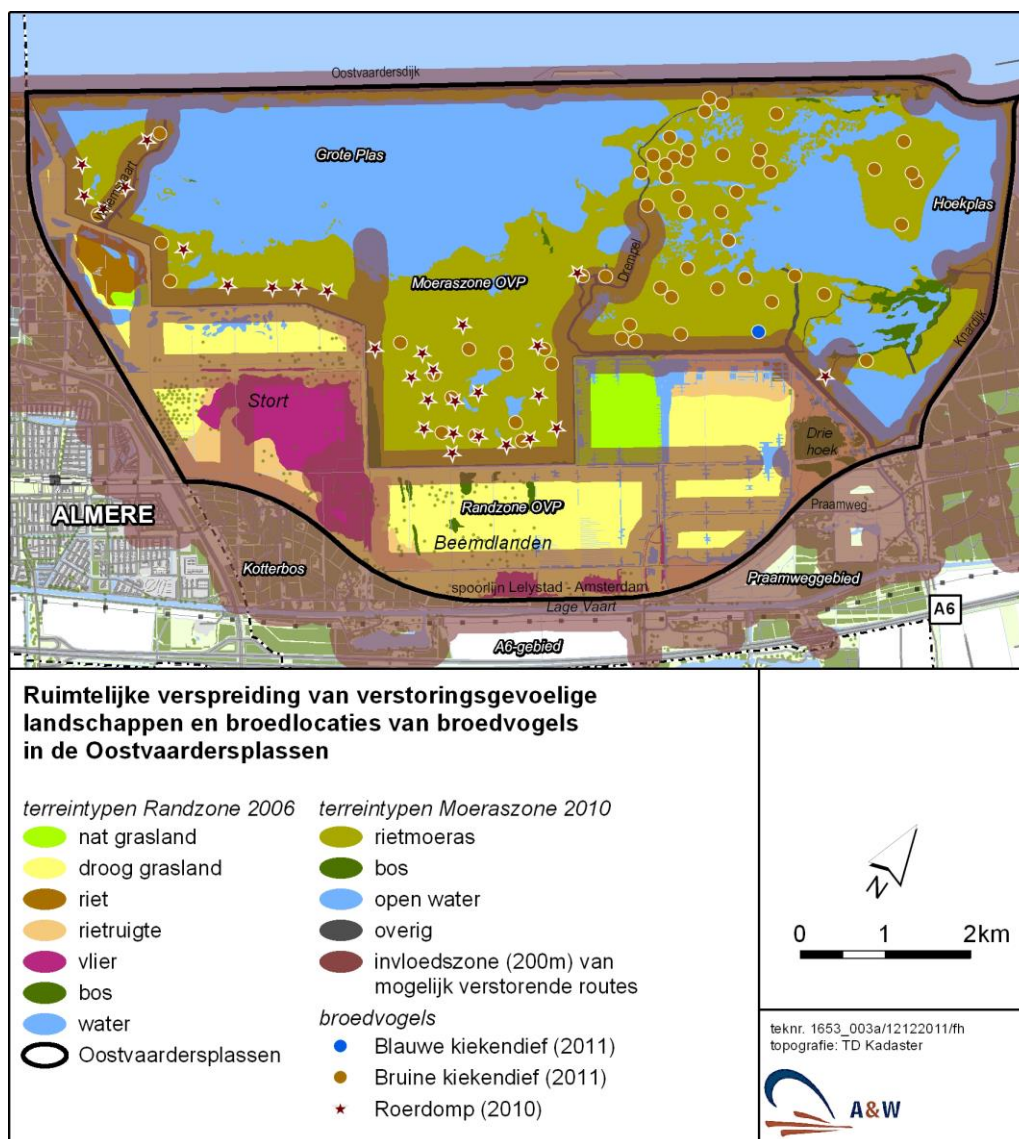 Oostvaardersdijk
Grote Plas
Hoekplas
Drempel
Moeraszone OVP
Knardijk
Stort
Drie
hoek
Randzone OVP
Praamweg
ALMERE
Beemdlanden
Kotterbos
spoorlijn Lelystad - Amsterdam
Praamweggebied
Lage Vaart
A6
A6-gebied
Ruimtelijke verspreiding van verstoringsgevoelige
landschappen en broedlocaties van broedvogels
in de Oostvaardersplassen
terreintypen Randzone 2006
nat grasland
droog grasland
riet
rietruigte
vlier
bos
water
Oostvaardersplassen
terreintypen Moeraszone 2010
rietmoeras
bos
open water
overig
invloedszone (200m) van
mogelijk verstorende routes
broedvogels
Blauwe kiekendief (2011)
Bruine kiekendief (2011)
Roerdomp (2010)
N
0 1 2km
teknr. 1653_003a/12122011/fh
topografie: TD Kadaster
A&W